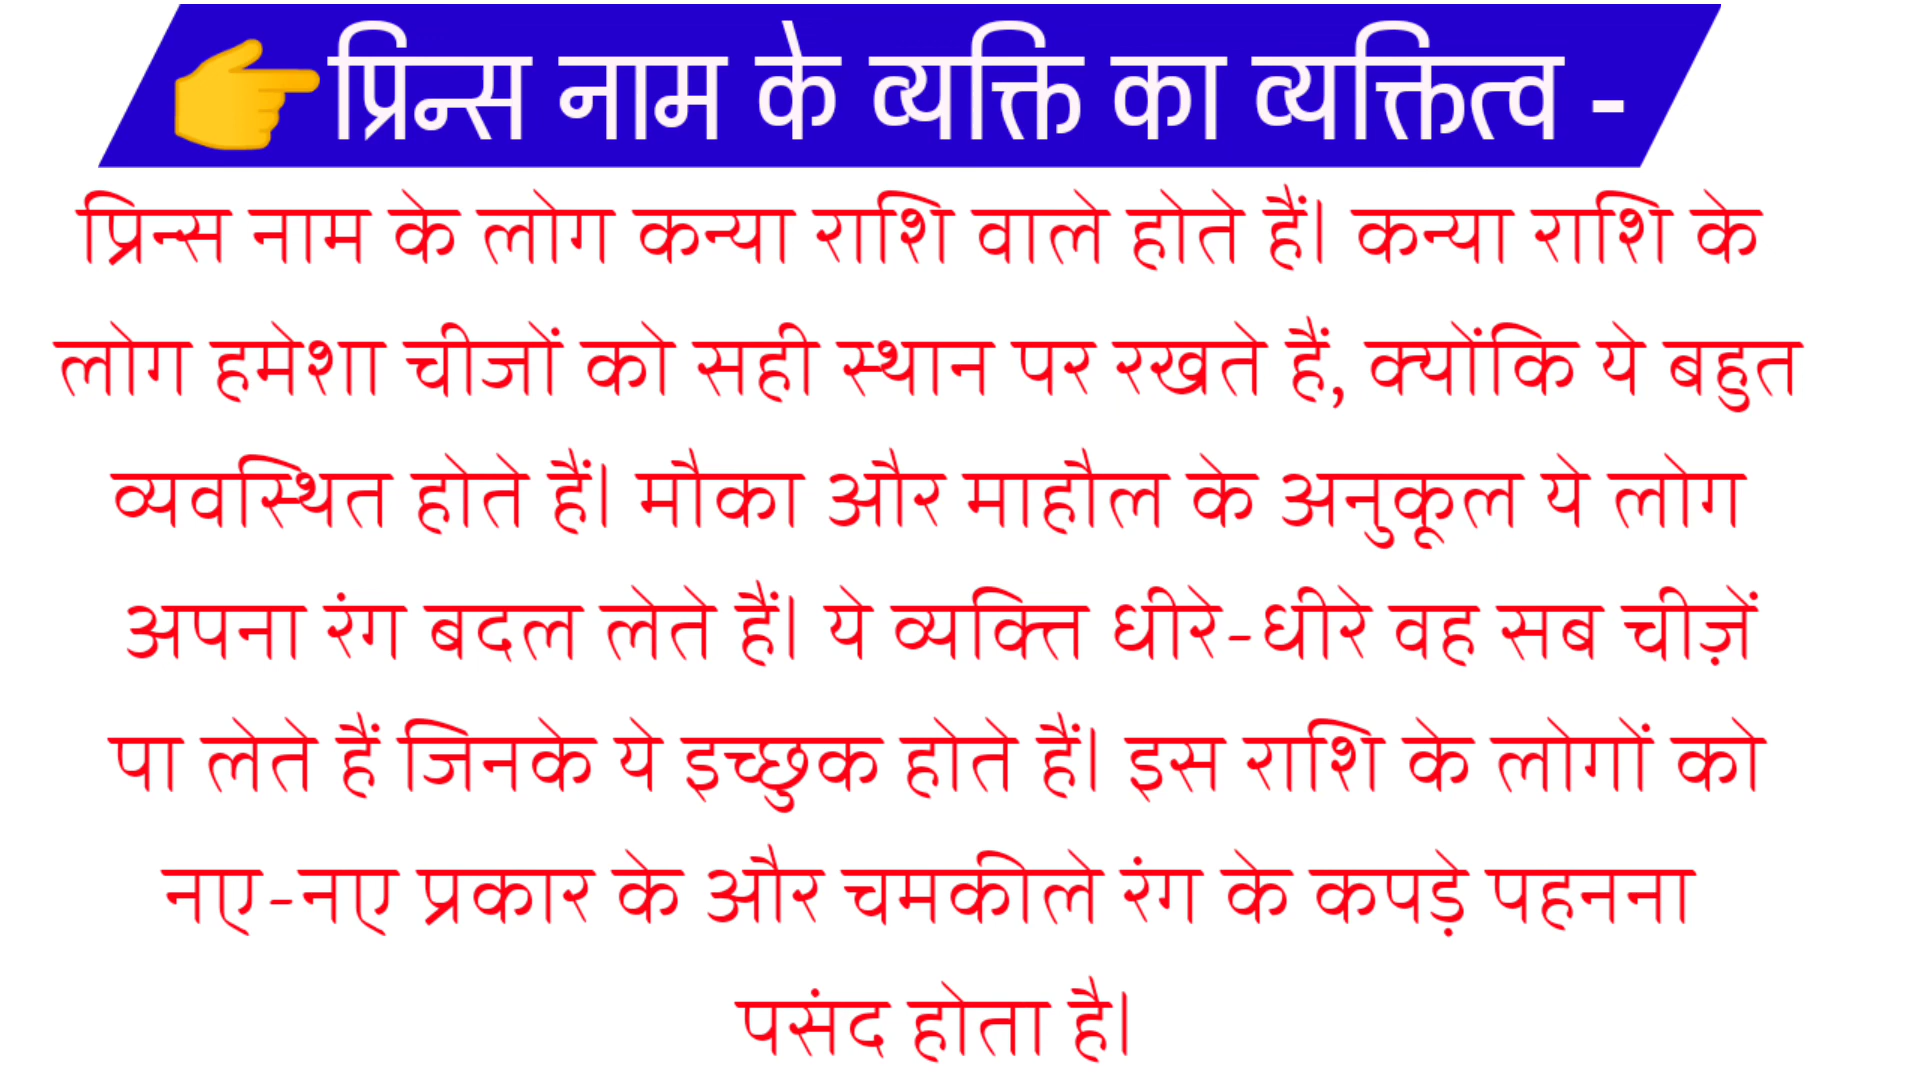 👉प्रिन्स नाम के व्यक्ति का व्यक्तित्व -
प्रिन्स नाम के लोग कन्या राशि वाले होते हैं। कन्या राशि के
लोग हमेशा चीजों को सही स्थान पर रखते हैं, क्योंकि ये बहुत
व्यवस्थित होते हैं। मौका और माहौल के अनुकूल ये लोग
अपना रंग बदल लेते हैं। ये व्यक्ति धीरे-धीरे वह सब चीज़ें
पा लेते हैं जिनके ये इच्छुक होते हैं। इस राशि के लोगों को
नए-नए प्रकार के और चमकीले रंग के कपड़े पहनना
पसंद होता है।